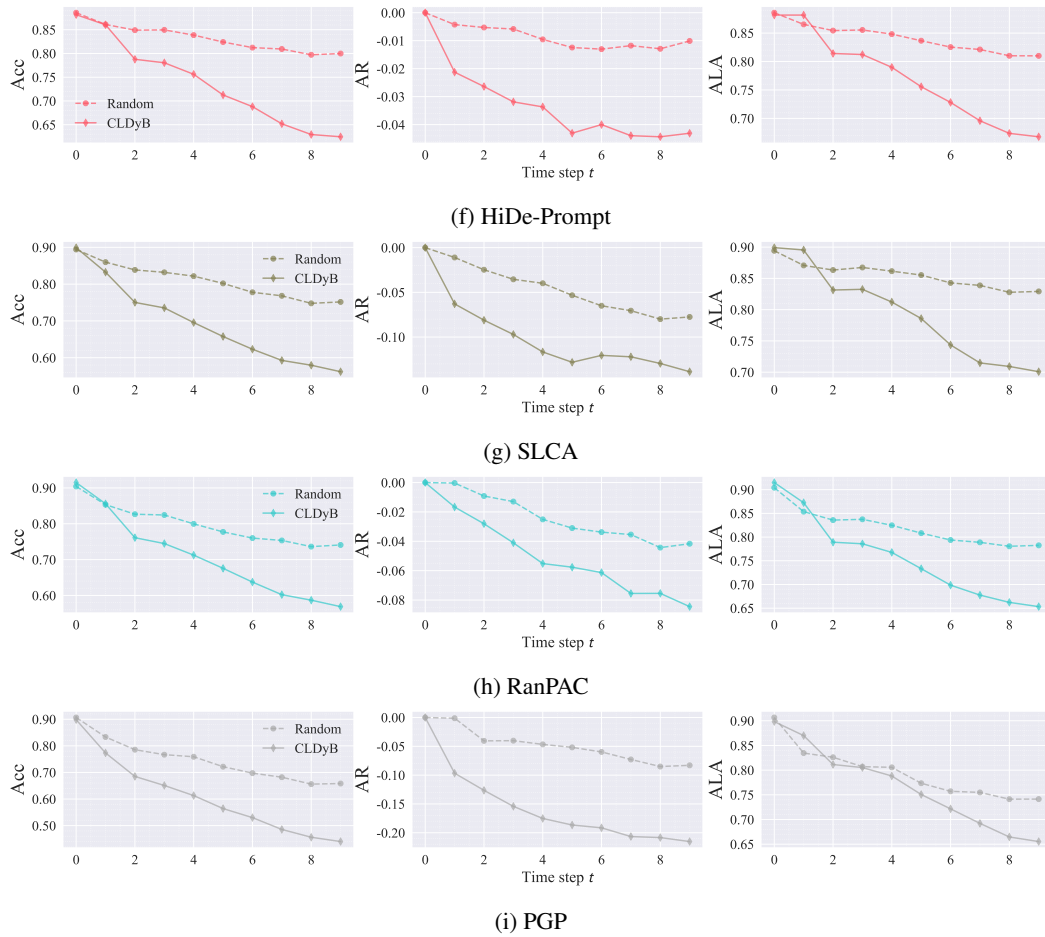 Acc
0.85
0.80
0.75
0.70
0.65
Random
CLDyB
0 2 4 6 8
AR
0.00
-0.01
-0.02
-0.03
-0.04
0 2 4 6 8
Time step t
ALA
0.85
0.80
0.75
0.70
0 2 4 6 8
(f) HiDe-Prompt
Acc
0.90
0.80
0.70
0.60
Random
CLDyB
0 2 4 6 8
AR
0.00
-0.05
-0.10
0 2 4 6 8
Time step t
ALA
0.90
0.85
0.80
0.75
0.70
0 2 4 6 8
(g) SLCA
Acc
0.90
0.80
0.70
0.60
Random
CLDyB
0 2 4 6 8
AR
0.00
-0.02
-0.04
-0.06
-0.08
0 2 4 6 8
Time step t
ALA
0.90
0.85
0.80
0.75
0.70
0.65
0 2 4 6 8
(h) RanPAC
Acc
0.90
0.80
0.70
0.60
0.50
Random
CLDyB
0 2 4 6 8
AR
0.00
-0.05
-0.10
-0.15
-0.20
0 2 4 6 8
Time step t
ALA
0.90
0.85
0.80
0.75
0.70
0.65
0 2 4 6 8
(i) PGP